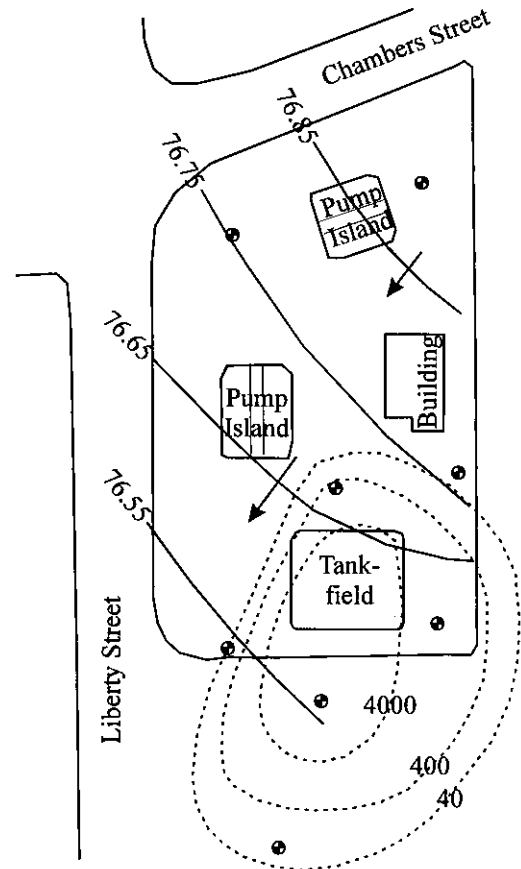 Chambers Street
76.85
76.75
Pump
Island
76.65
Building
Pump
Island
76.55
Tank-
field
Liberty Street
4000
400
40